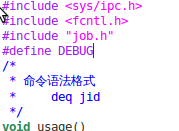 #include <sys/ipc.h>
#include <fcntl.h>
#include "job.h"
#define DEBUG
/*
 * 命令语法格式
 *     deq jid
 */
void usage()